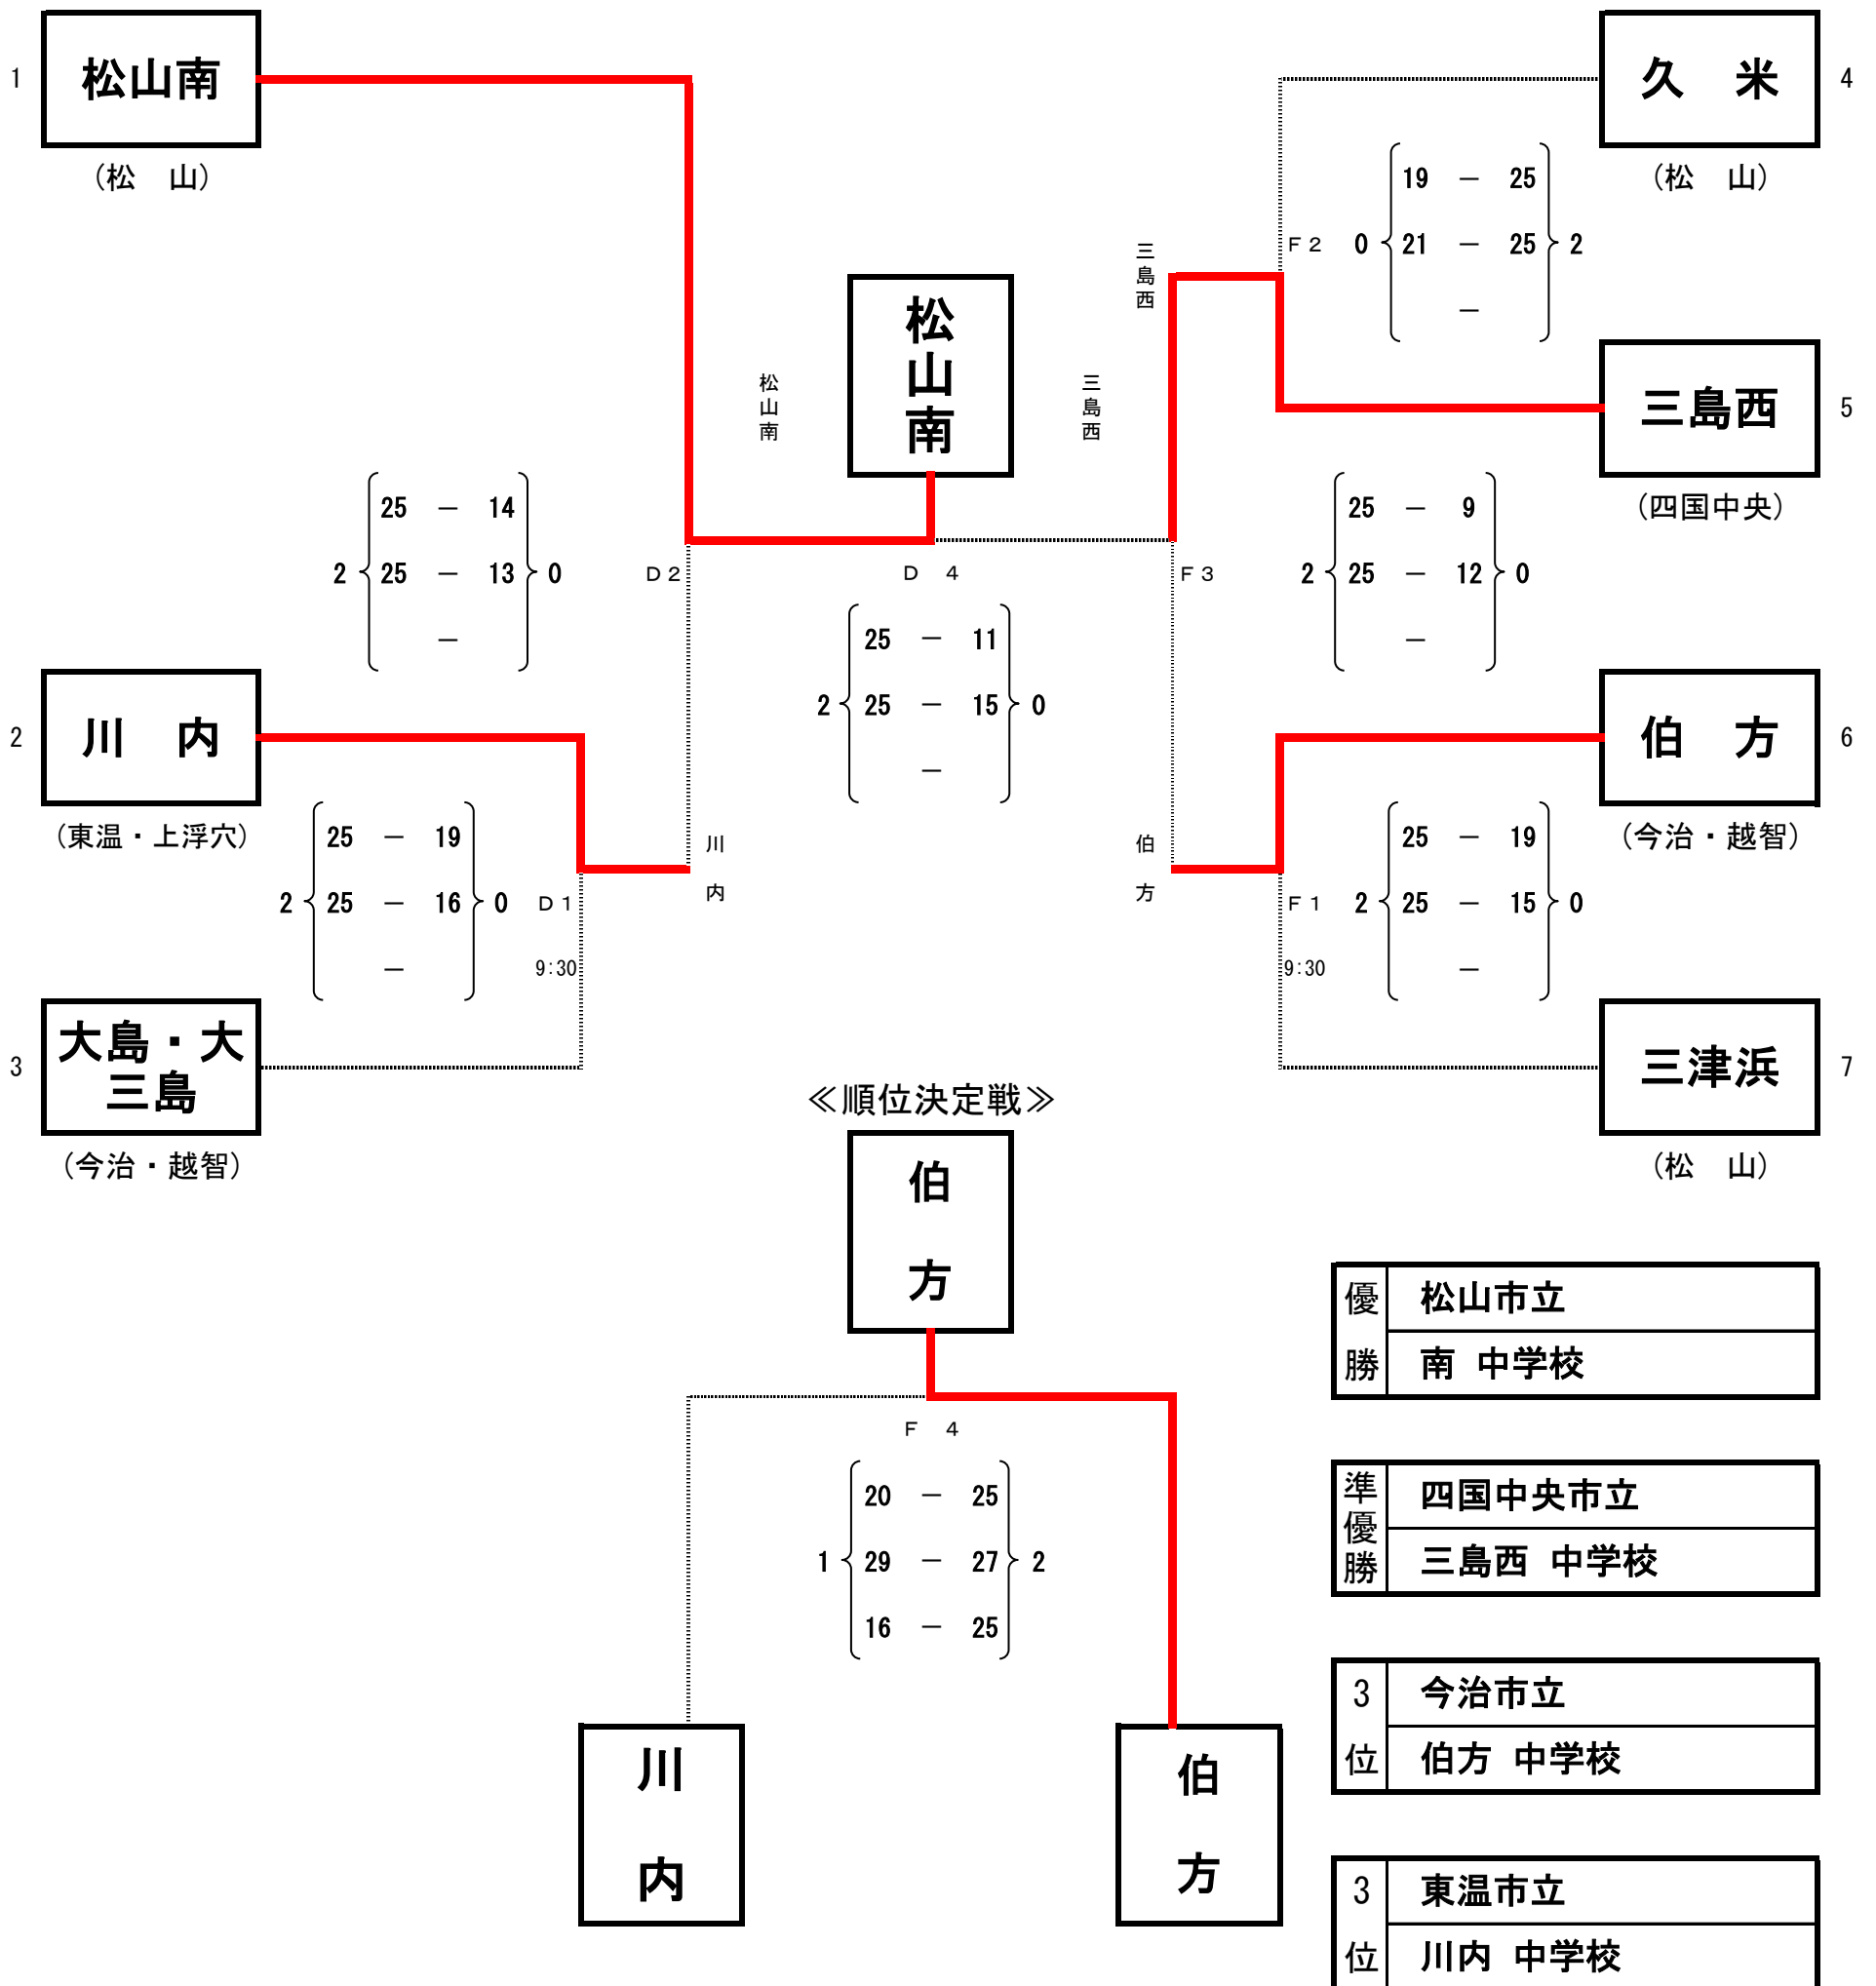 1
松山南
(松　山)
久　米
4
(松　山)
F2
0
19 － 25
21 － 25
－
2
三島西
松山南
松山南
三島西
三島西
5
(四国中央)
2
25 － 14
25 － 13
－
0
D2
D 4
2
25 － 11
25 － 15
－
0
F3
2
25 － 9
25 － 12
－
0
2
川　内
(東温・上浮穴)
2
25 － 19
25 － 16
－
0
D1
9:30
川内
伯方
伯　方
6
(今治・越智)
F1
9:30
2
25 － 19
25 － 15
－
0
3
大島・大
三島
(今治・越智)
三津浜
7
(松　山)
≪順位決定戦≫
伯方
F 4
1
20 － 25
29 － 27
16 － 25
2
川内
伯方
優勝
松山市立
南 中学校
準優勝
四国中央市立
三島西 中学校
3位
今治市立
伯方 中学校
3位
東温市立
川内 中学校